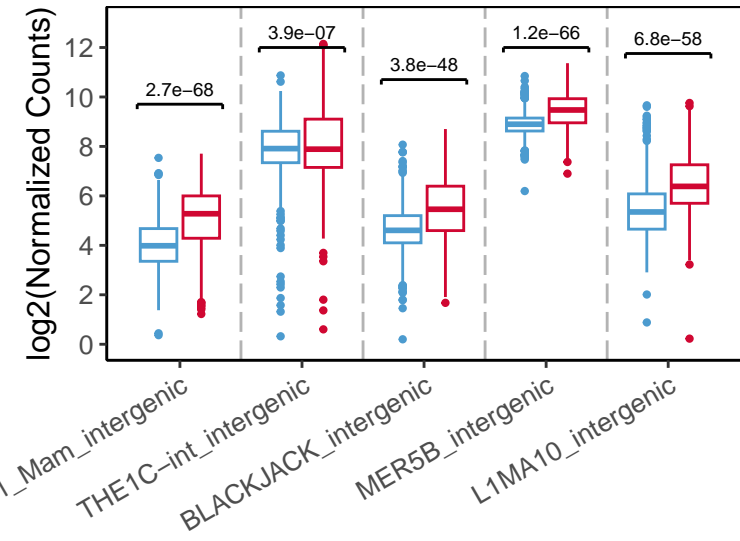 log2(Normalized Counts)
12
10
8
6
4
2
0
2.7e−68
3.9e−07
3.8e−48
1.2e−66
6.8e−58
_Mam_intergenic
THE1C−int_intergenic
BLACKJACK_intergenic
MER5B_intergenic
L1MA10_intergenic